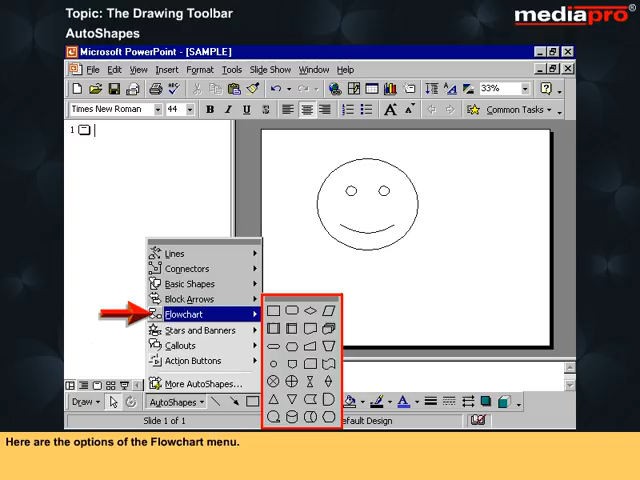 Topic: The Drawing Toolbar
mediapro®
AutoShapes
Microsoft PowerPoint - [SAMPLE]
File Edit View Insert Format Tools Slide Show Window Help
33%
Times New Roman 44 B I U S A A Common Tasks
1
Lines
Connectors
Basic Shapes
Block Arrows
Flowchart
Stars and Banners
Callouts
Action Buttons
More AutoShapes...
Draw AutoShapes A
Slide 1 of 1 efault Design
Here are the options of the Flowchart menu.